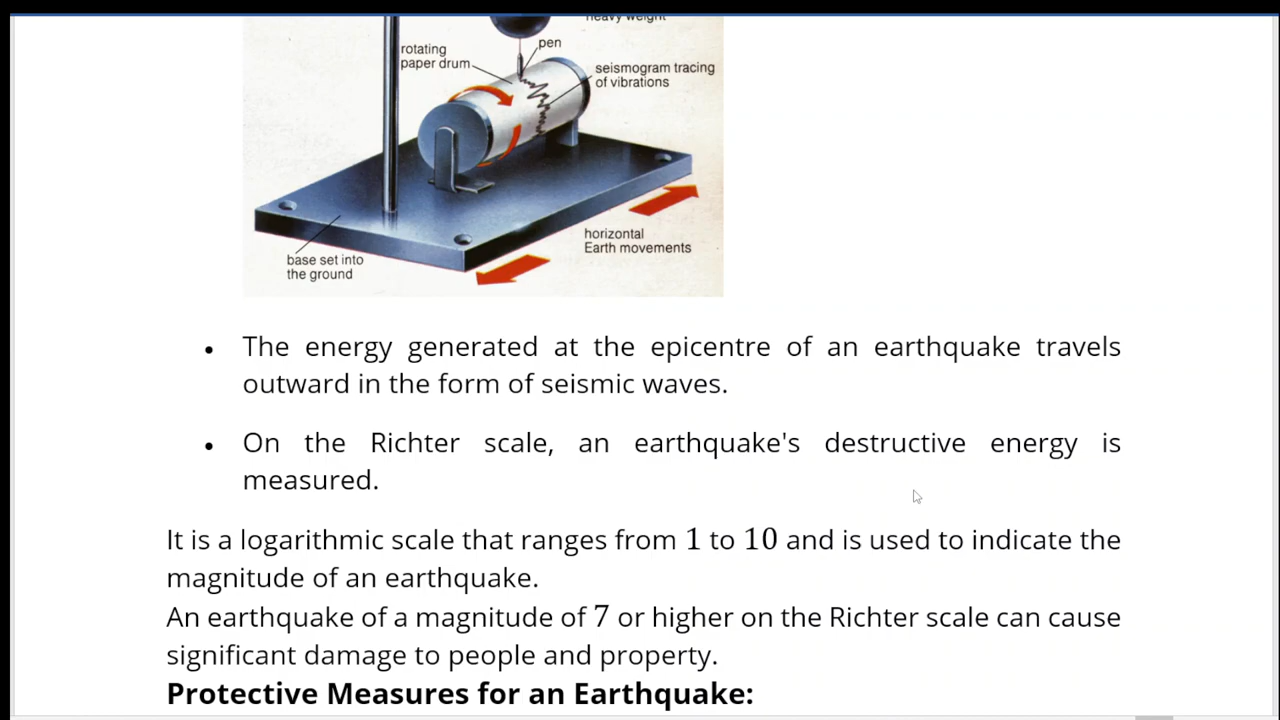 heavy weight
rotating
paper drum
pen
seismogram tracing
of vibrations
horizontal
Earth movements
base set into
the ground
• The energy generated at the epicentre of an earthquake travels
outward in the form of seismic waves.
• On the Richter scale, an earthquake's destructive energy is
measured.
It is a logarithmic scale that ranges from 1 to 10 and is used to indicate the
magnitude of an earthquake.
An earthquake of a magnitude of 7 or higher on the Richter scale can cause
significant damage to people and property.
Protective Measures for an Earthquake: